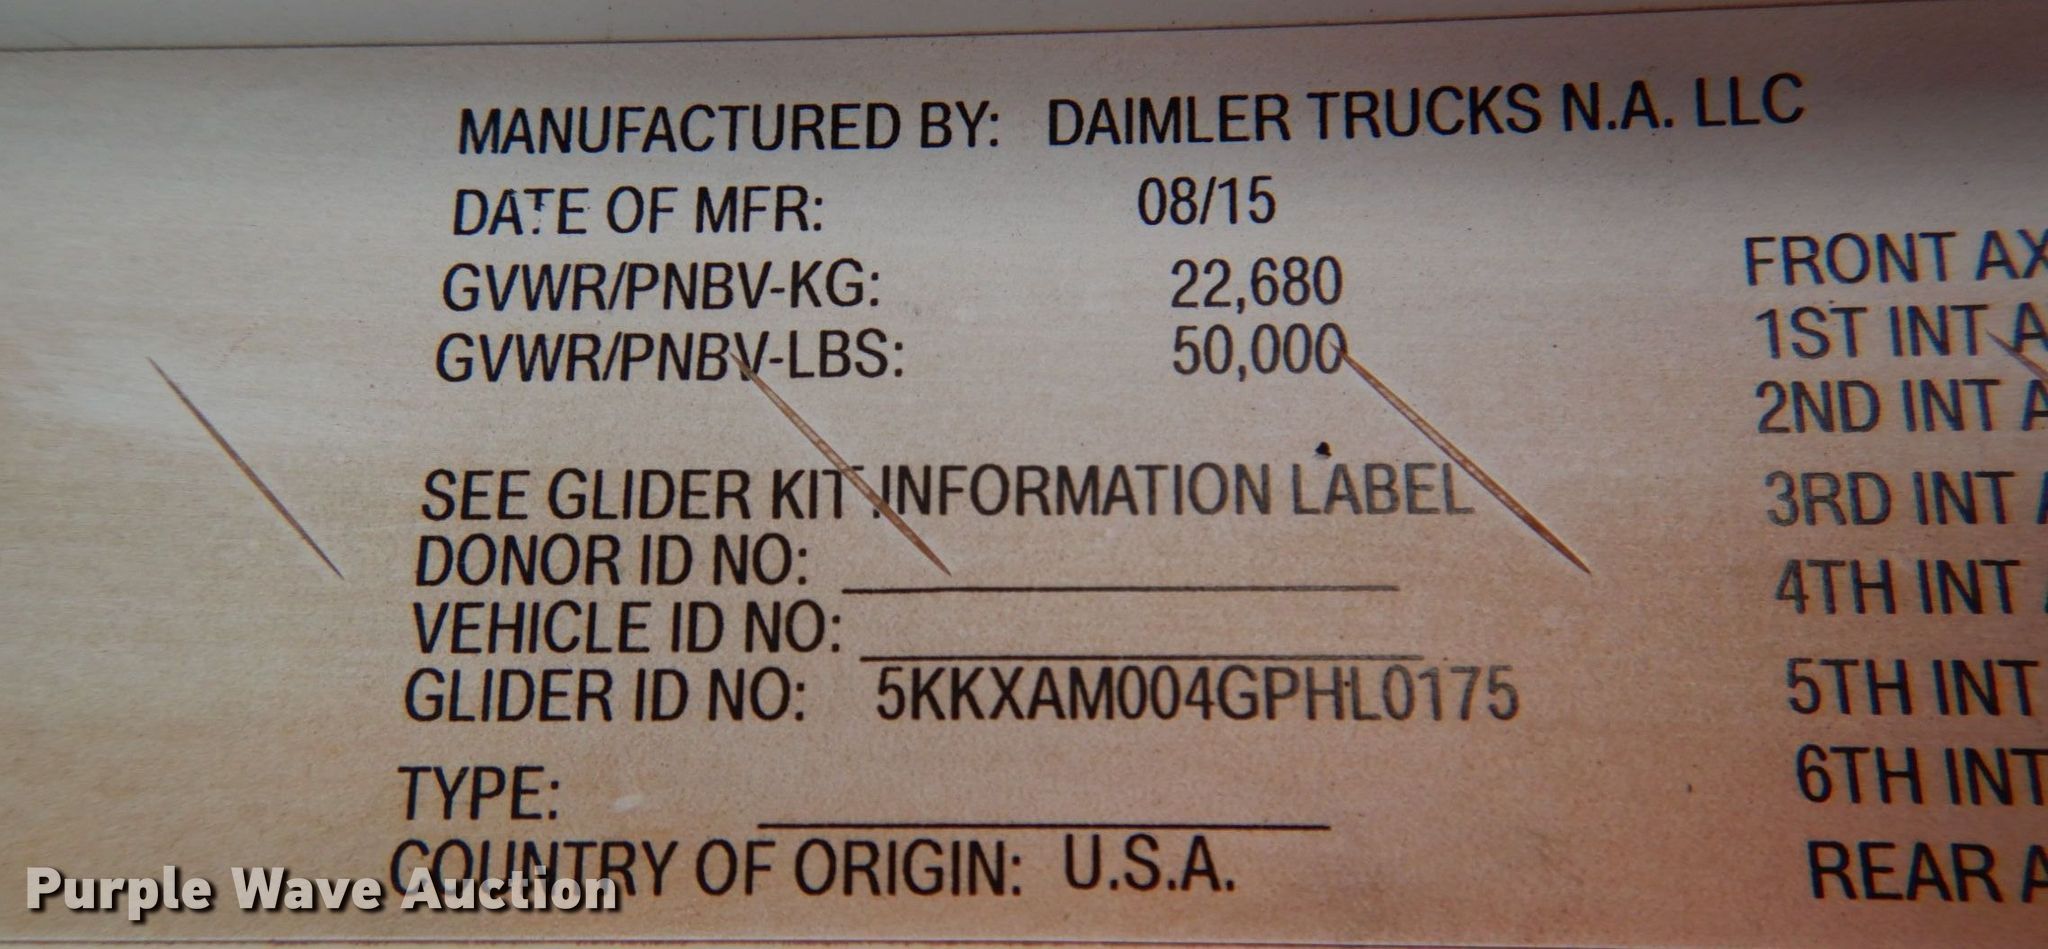 MANUFACTURED BY: DAIMLER TRUCKS N.A. LLC
DATE OF MFR: 08/15
GVWR/PNBV-KG: 22,680
GVWR/PNBV-LBS: 50,000
SEE GLIDER KIT INFORMATION LABEL
DONOR ID NO:
VEHICLE ID NO:
GLIDER ID NO: 5KKXAM004GPHL0175
TYPE:
COUNTRY OF ORIGIN: U.S.A.
FRONT AX
1ST INT A
2ND INT A
3RD INT A
4TH INT A
5TH INT
6TH INT
REAR A
Purple Wave Auction